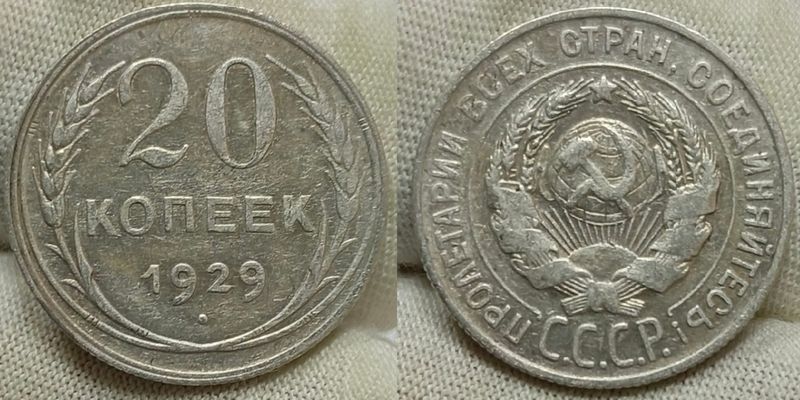 20
КОПЕЕК
1929
ПРОЛЕТАРИИ ВСЕХ СТРАН, СОЕДИНЯЙТЕСЬ!
С.С.С.Р.